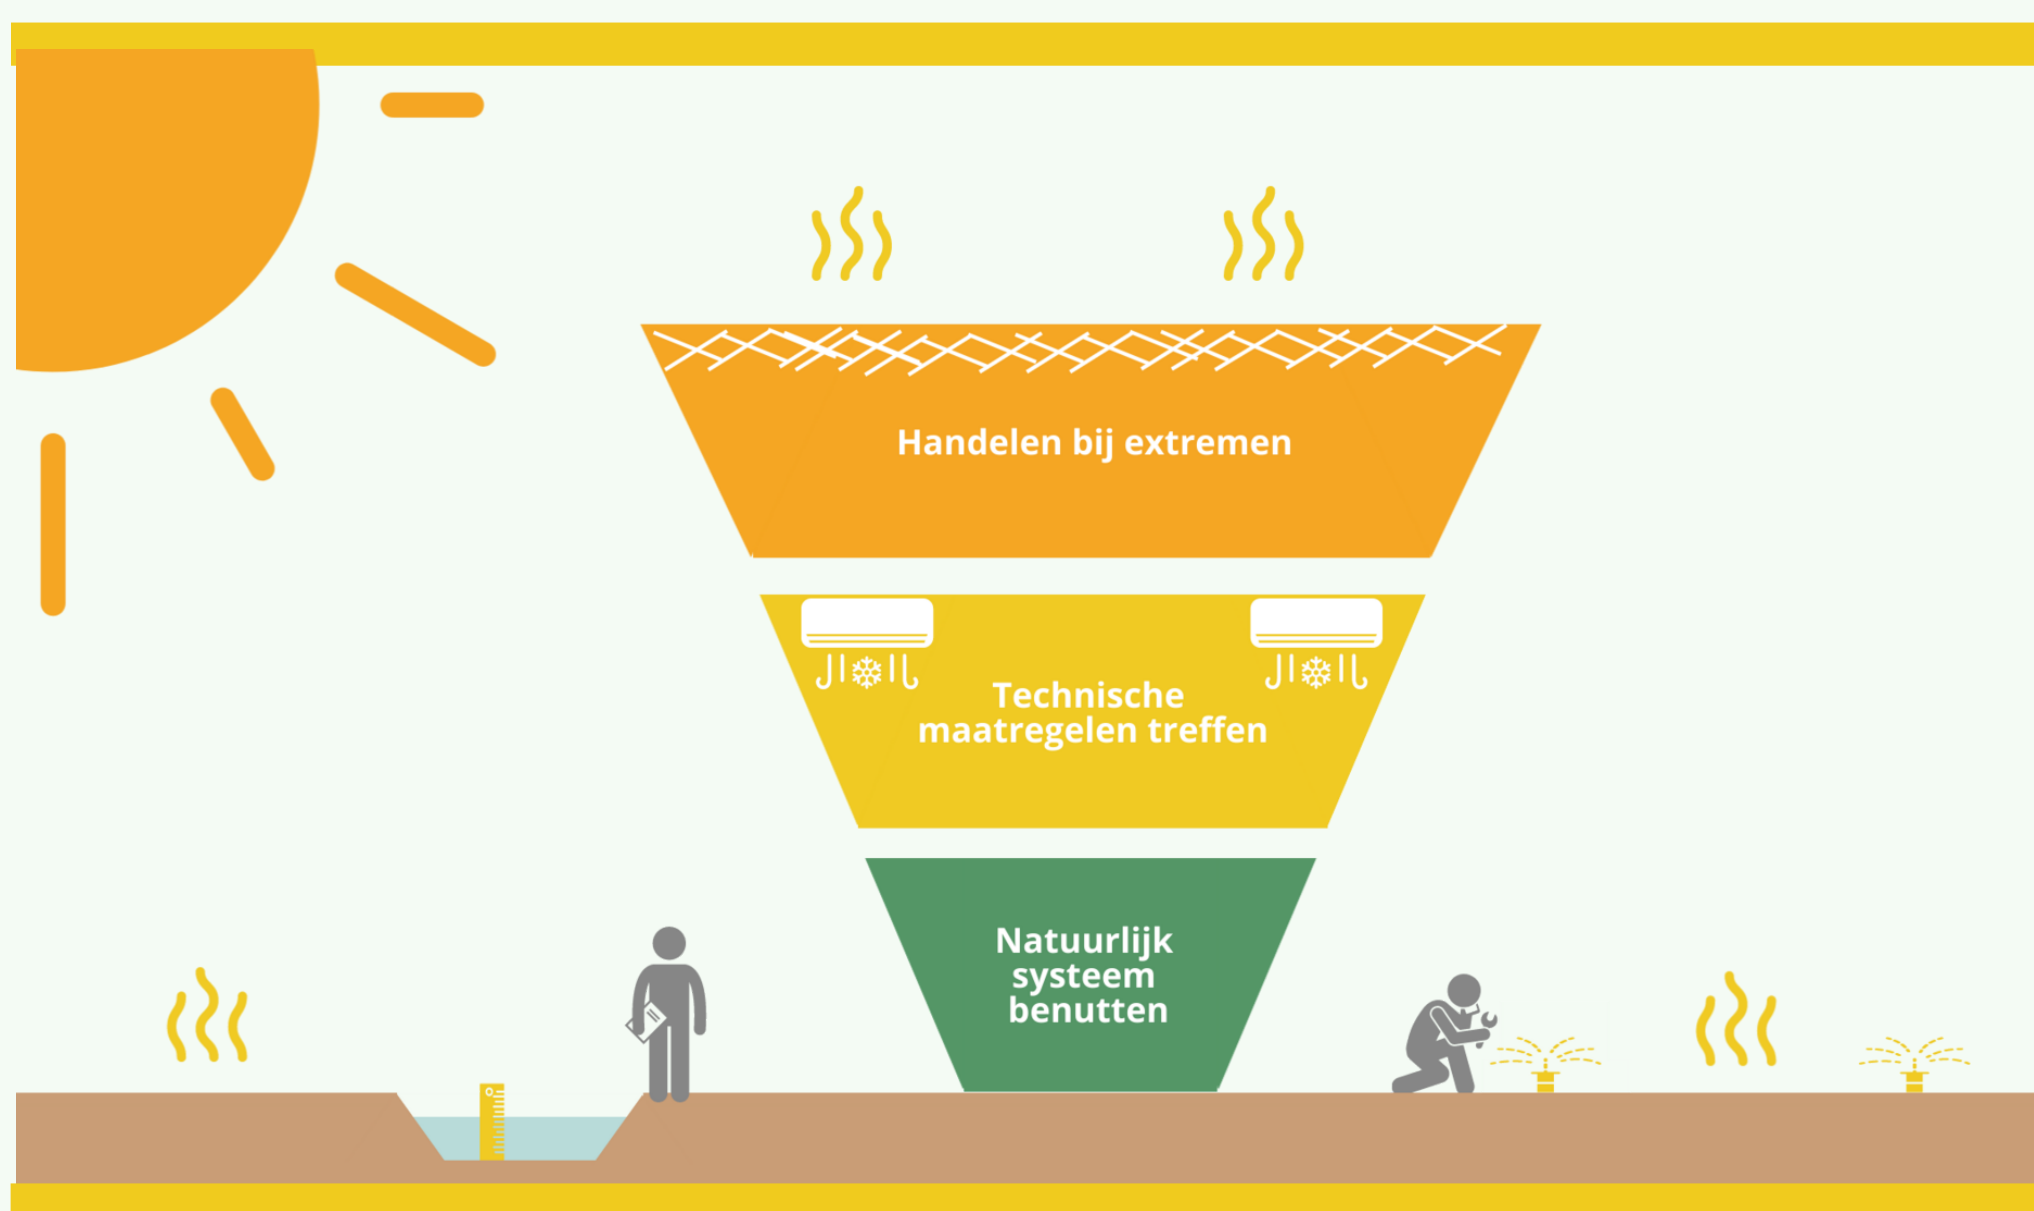 Handelen bij extremen
Technische
maatregelen treffen
Natuurlijk
systeem
benutten